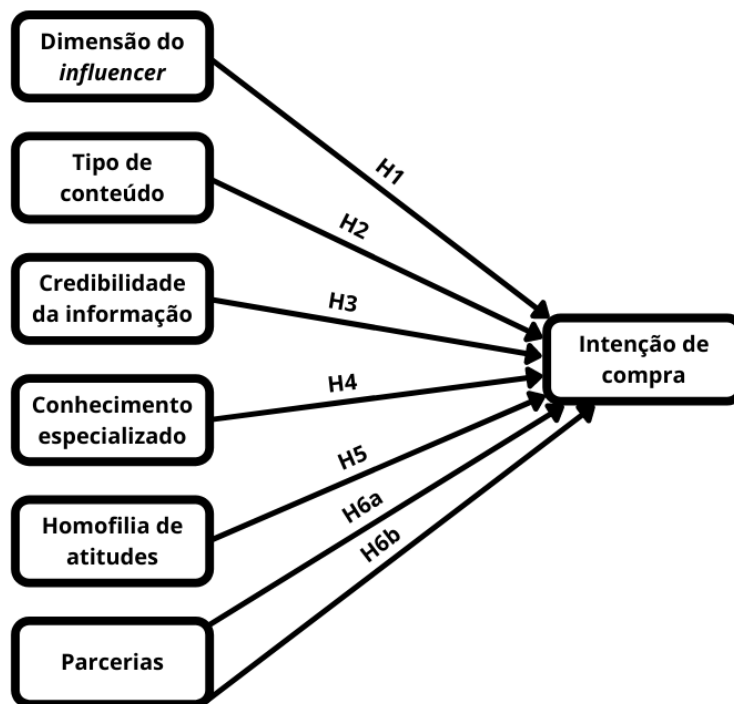 Dimensão do
influencer
H1
Tipo de
conteúdo
H2
Credibilidade
da informação
H3
Intenção de
compra
Conhecimento
especializado
H4
Homofilia de
atitudes
H5
H6a
H6b
Parcerias